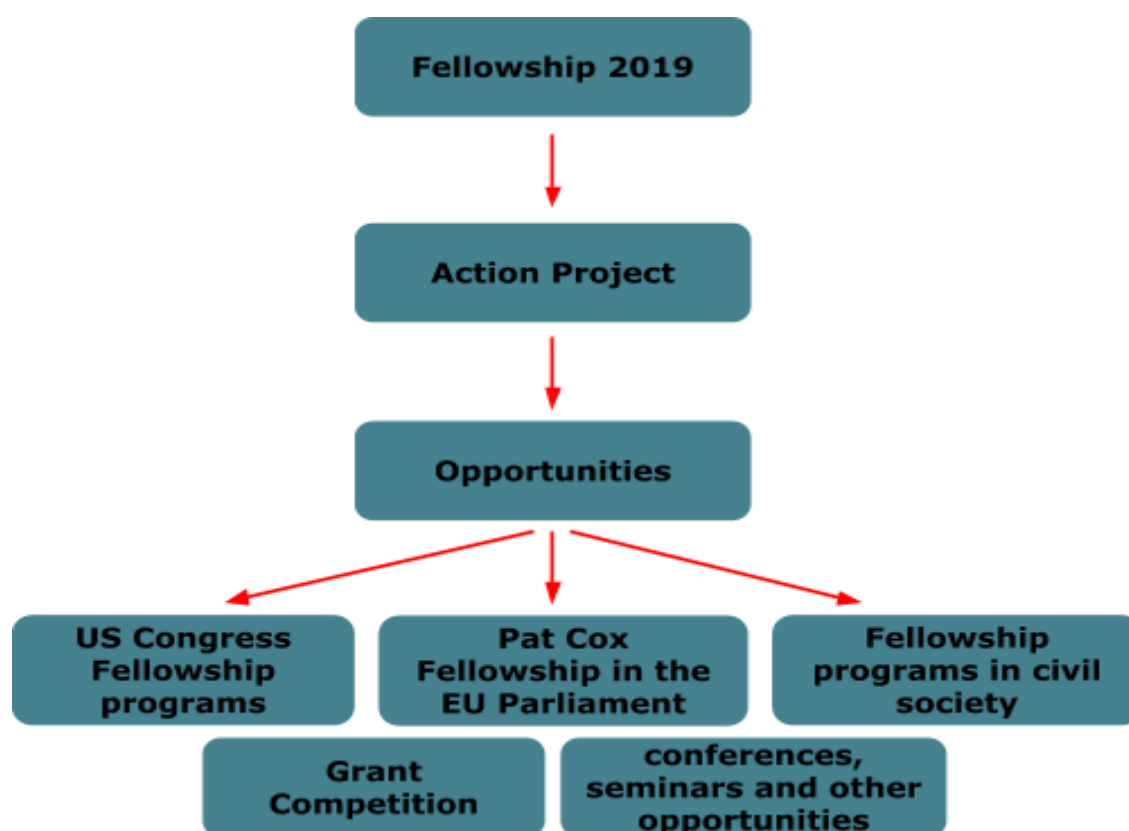 Fellowship 2019
Action Project
Opportunities
US Congress
Fellowship
programs
Pat Cox
Fellowship in the
EU Parliament
Fellowship
programs in civil
society
Grant
Competition
conferences,
seminars and other
opportunities